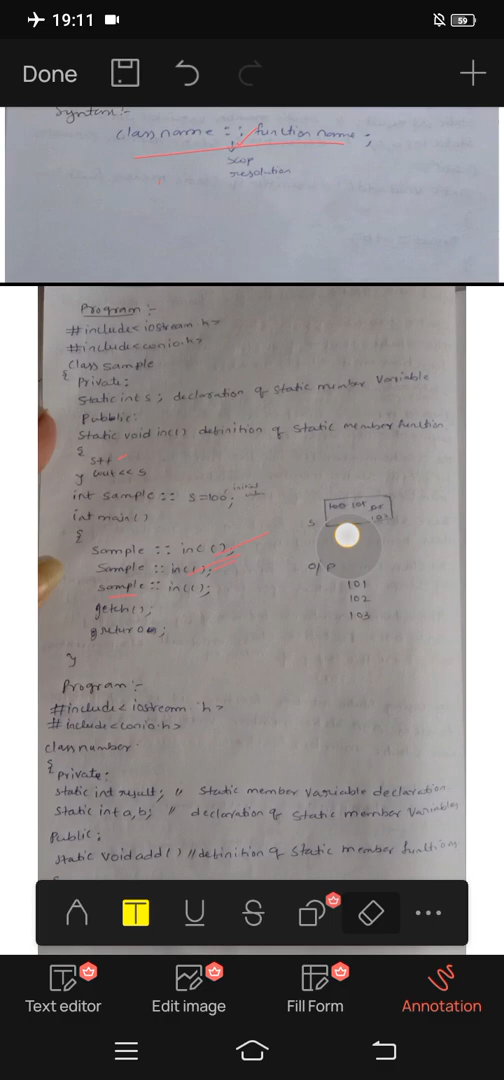 19:11
59
Done
Syntax :-
class name : : function name ;
scop
resolution
Program :-
#include<iostream.h>
#include<conio.h>
Class sample
{ Private:
Static int s ; declaration of Static member Variable
Pubblic:
Static void inc() definition of Static member function
{
s++
y cout << s
int sample :: s=100; initial
int main()
{
Sample :: inc();
Sample :: inc();
Sample :: inc();
getch();
}
s
100 101
O/P
101
102
103
Program :-
#include<iostream.h>
#include<conio.h>
class number
{
Private:
static int result; // Static member Variable declaration
Static int a,b; // declaration of Static member Variables
Public:
Static void add() // definition of Static member function
T
U
S
Text editor
Edit image
Fill Form
Annotation